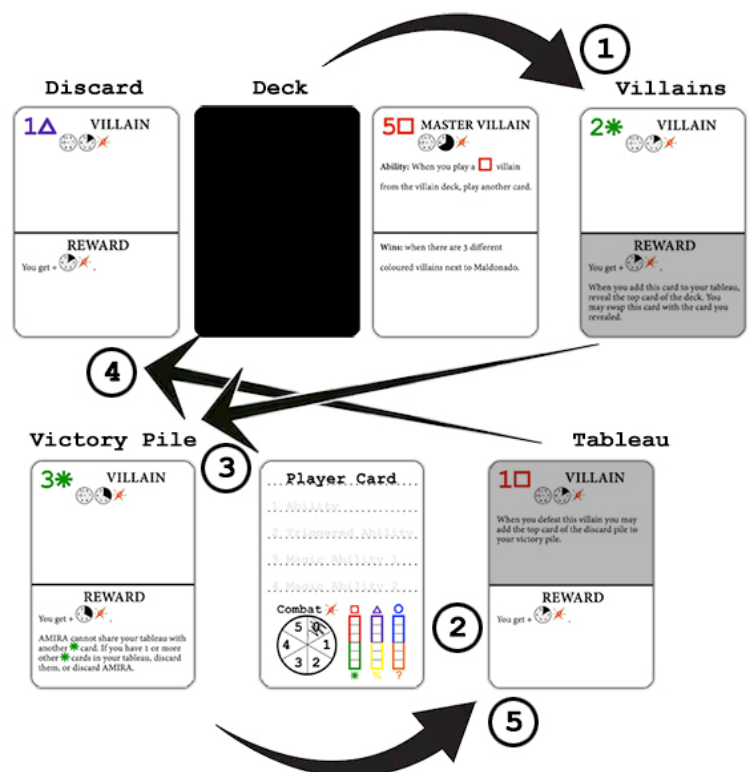 1
Discard
Deck
Villains
1△ VILLAIN
REWARD
You get + .
5□ MASTER VILLAIN
Ability: When you play a □ villain
from the villain deck, play another card.
Wins: when there are 3 different
coloured villains next to Maldonado.
2✱ VILLAIN
REWARD
You get + .
When you add this card to your tableau,
reveal the top card of the deck. You
may swap this card with the card you
revealed.
4
Victory Pile
3
Tableau
3✱ VILLAIN
REWARD
You get + .
AMIRA cannot share your tableau with
another ✱ card. If you have 1 or more
other ✱ cards in your tableau, discard
them, or discard AMIRA.
Player Card
1 Ability
2 Triggered Ability
3 Magic Ability 1
4 Magic Ability 2
Combat
5 0
4 1
3 2
✱ % ?
2
1□ VILLAIN
When you defeat this villain you may
add the top card of the discard pile to
your victory pile.
REWARD
You get + .
5